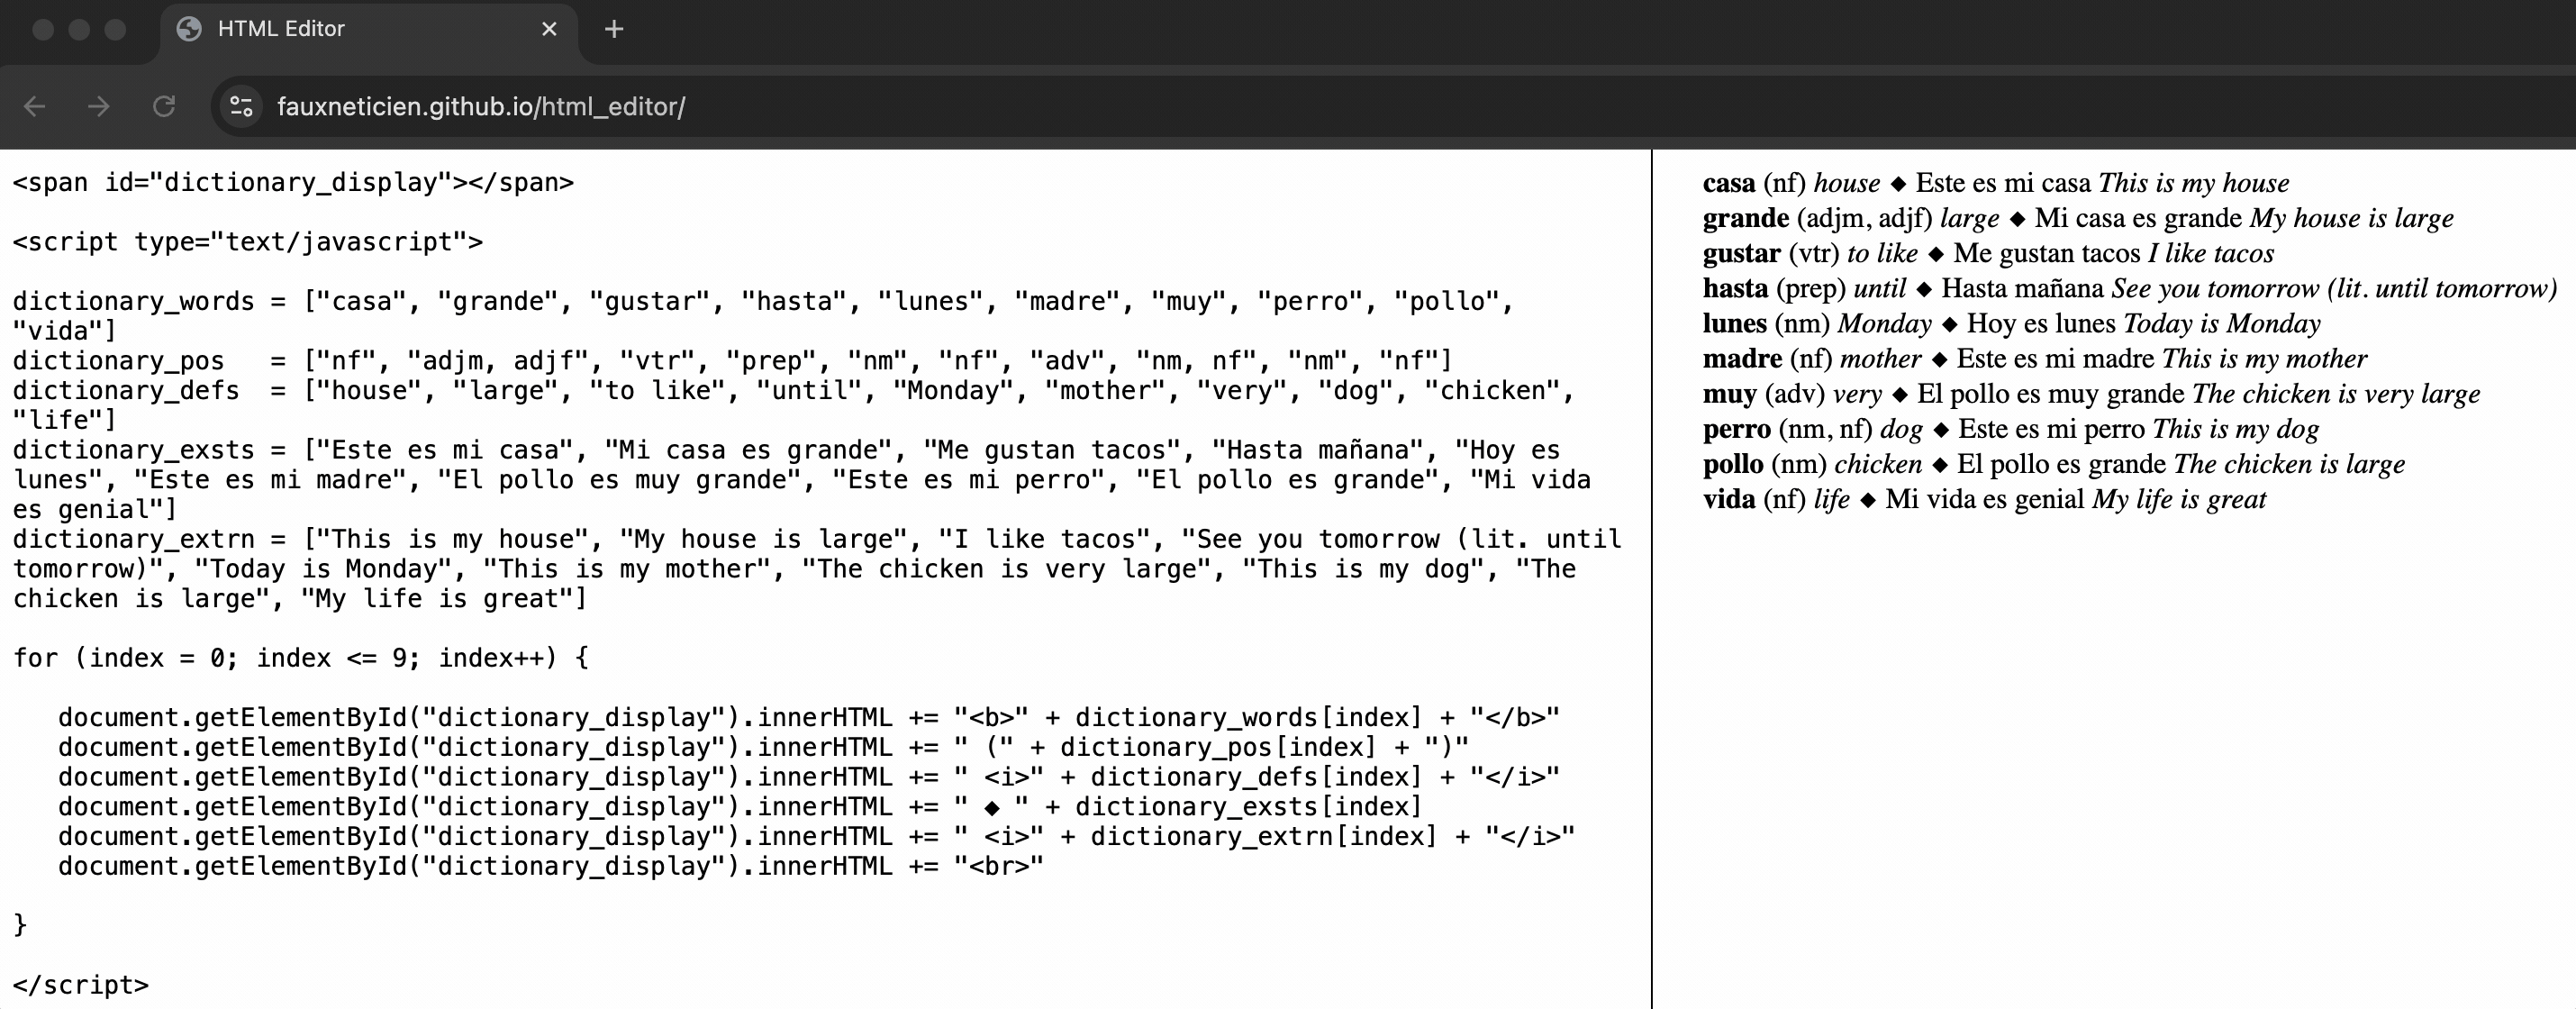 HTML Editor
fauxneticien.github.io/html_editor/
<span id="dictionary_display"></span>
<script type="text/javascript">
dictionary_words = ["casa", "grande", "gustar", "hasta", "lunes", "madre", "muy", "perro", "pollo",
"vida"]
dictionary_pos   = ["nf", "adjm, adjf", "vtr", "prep", "nm", "nf", "adv", "nm, nf", "nm", "nf"]
dictionary_defs  = ["house", "large", "to like", "until", "Monday", "mother", "very", "dog", "chicken",
"life"]
dictionary_exsts = ["Este es mi casa", "Mi casa es grande", "Me gustan tacos", "Hasta mañana", "Hoy es
lunes", "Este es mi madre", "El pollo es muy grande", "Este es mi perro", "El pollo es grande", "Mi vida
es genial"]
dictionary_extrn = ["This is my house", "My house is large", "I like tacos", "See you tomorrow (lit. until
tomorrow)", "Today is Monday", "This is my mother", "The chicken is very large", "This is my dog", "The
chicken is large", "My life is great"]
for (index = 0; index <= 9; index++) {
   document.getElementById("dictionary_display").innerHTML += "<b>" + dictionary_words[index] + "</b>"
   document.getElementById("dictionary_display").innerHTML += " (" + dictionary_pos[index] + ")"
   document.getElementById("dictionary_display").innerHTML += " <i>" + dictionary_defs[index] + "</i>"
   document.getElementById("dictionary_display").innerHTML += " ◆ " + dictionary_exsts[index]
   document.getElementById("dictionary_display").innerHTML += " <i>" + dictionary_extrn[index] + "</i>"
   document.getElementById("dictionary_display").innerHTML += "<br>"
}
</script>
casa (nf) house ◆ Este es mi casa This is my house
grande (adjm, adjf) large ◆ Mi casa es grande My house is large
gustar (vtr) to like ◆ Me gustan tacos I like tacos
hasta (prep) until ◆ Hasta mañana See you tomorrow (lit. until tomorrow)
lunes (nm) Monday ◆ Hoy es lunes Today is Monday
madre (nf) mother ◆ Este es mi madre This is my mother
muy (adv) very ◆ El pollo es muy grande The chicken is very large
perro (nm, nf) dog ◆ Este es mi perro This is my dog
pollo (nm) chicken ◆ El pollo es grande The chicken is large
vida (nf) life ◆ Mi vida es genial My life is great